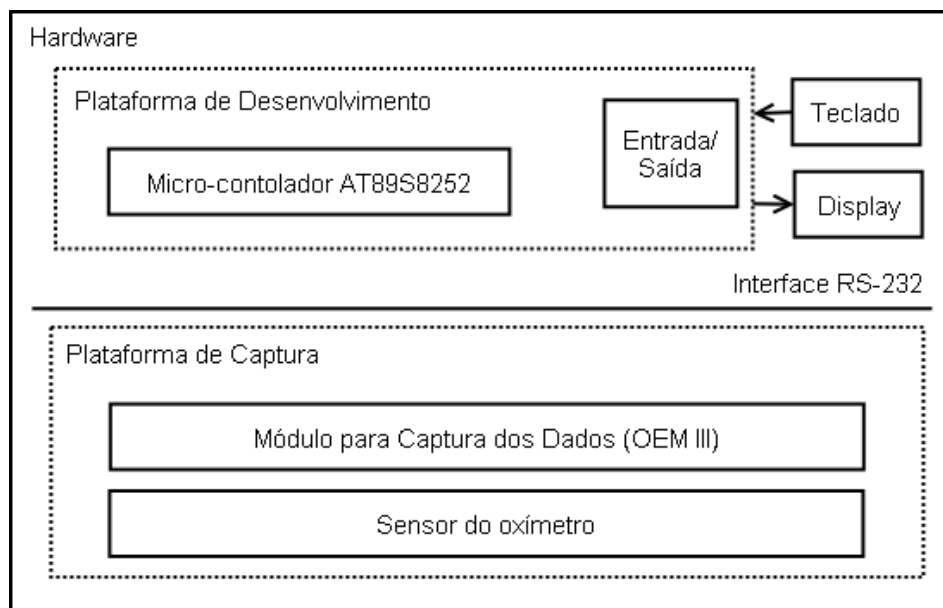 Hardware
Plataforma de Desenvolvimento
Micro-contolador AT89S8252
Entrada/
Saída
Teclado
Display
Interface RS-232
Plataforma de Captura
Módulo para Captura dos Dados (OEM III)
Sensor do oxímetro